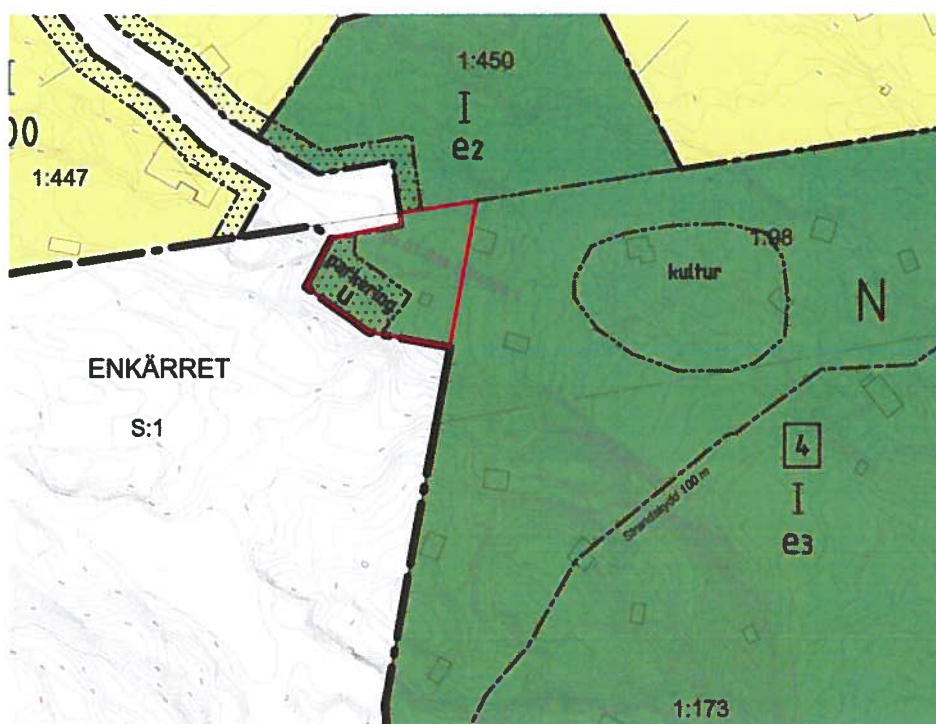 1:450
I
e2
I
00
1:447
1:98
kultur
N
parkering
u
ENKÄRRET
S:1
4
I
e3
Strandskydd 100 m
1:173